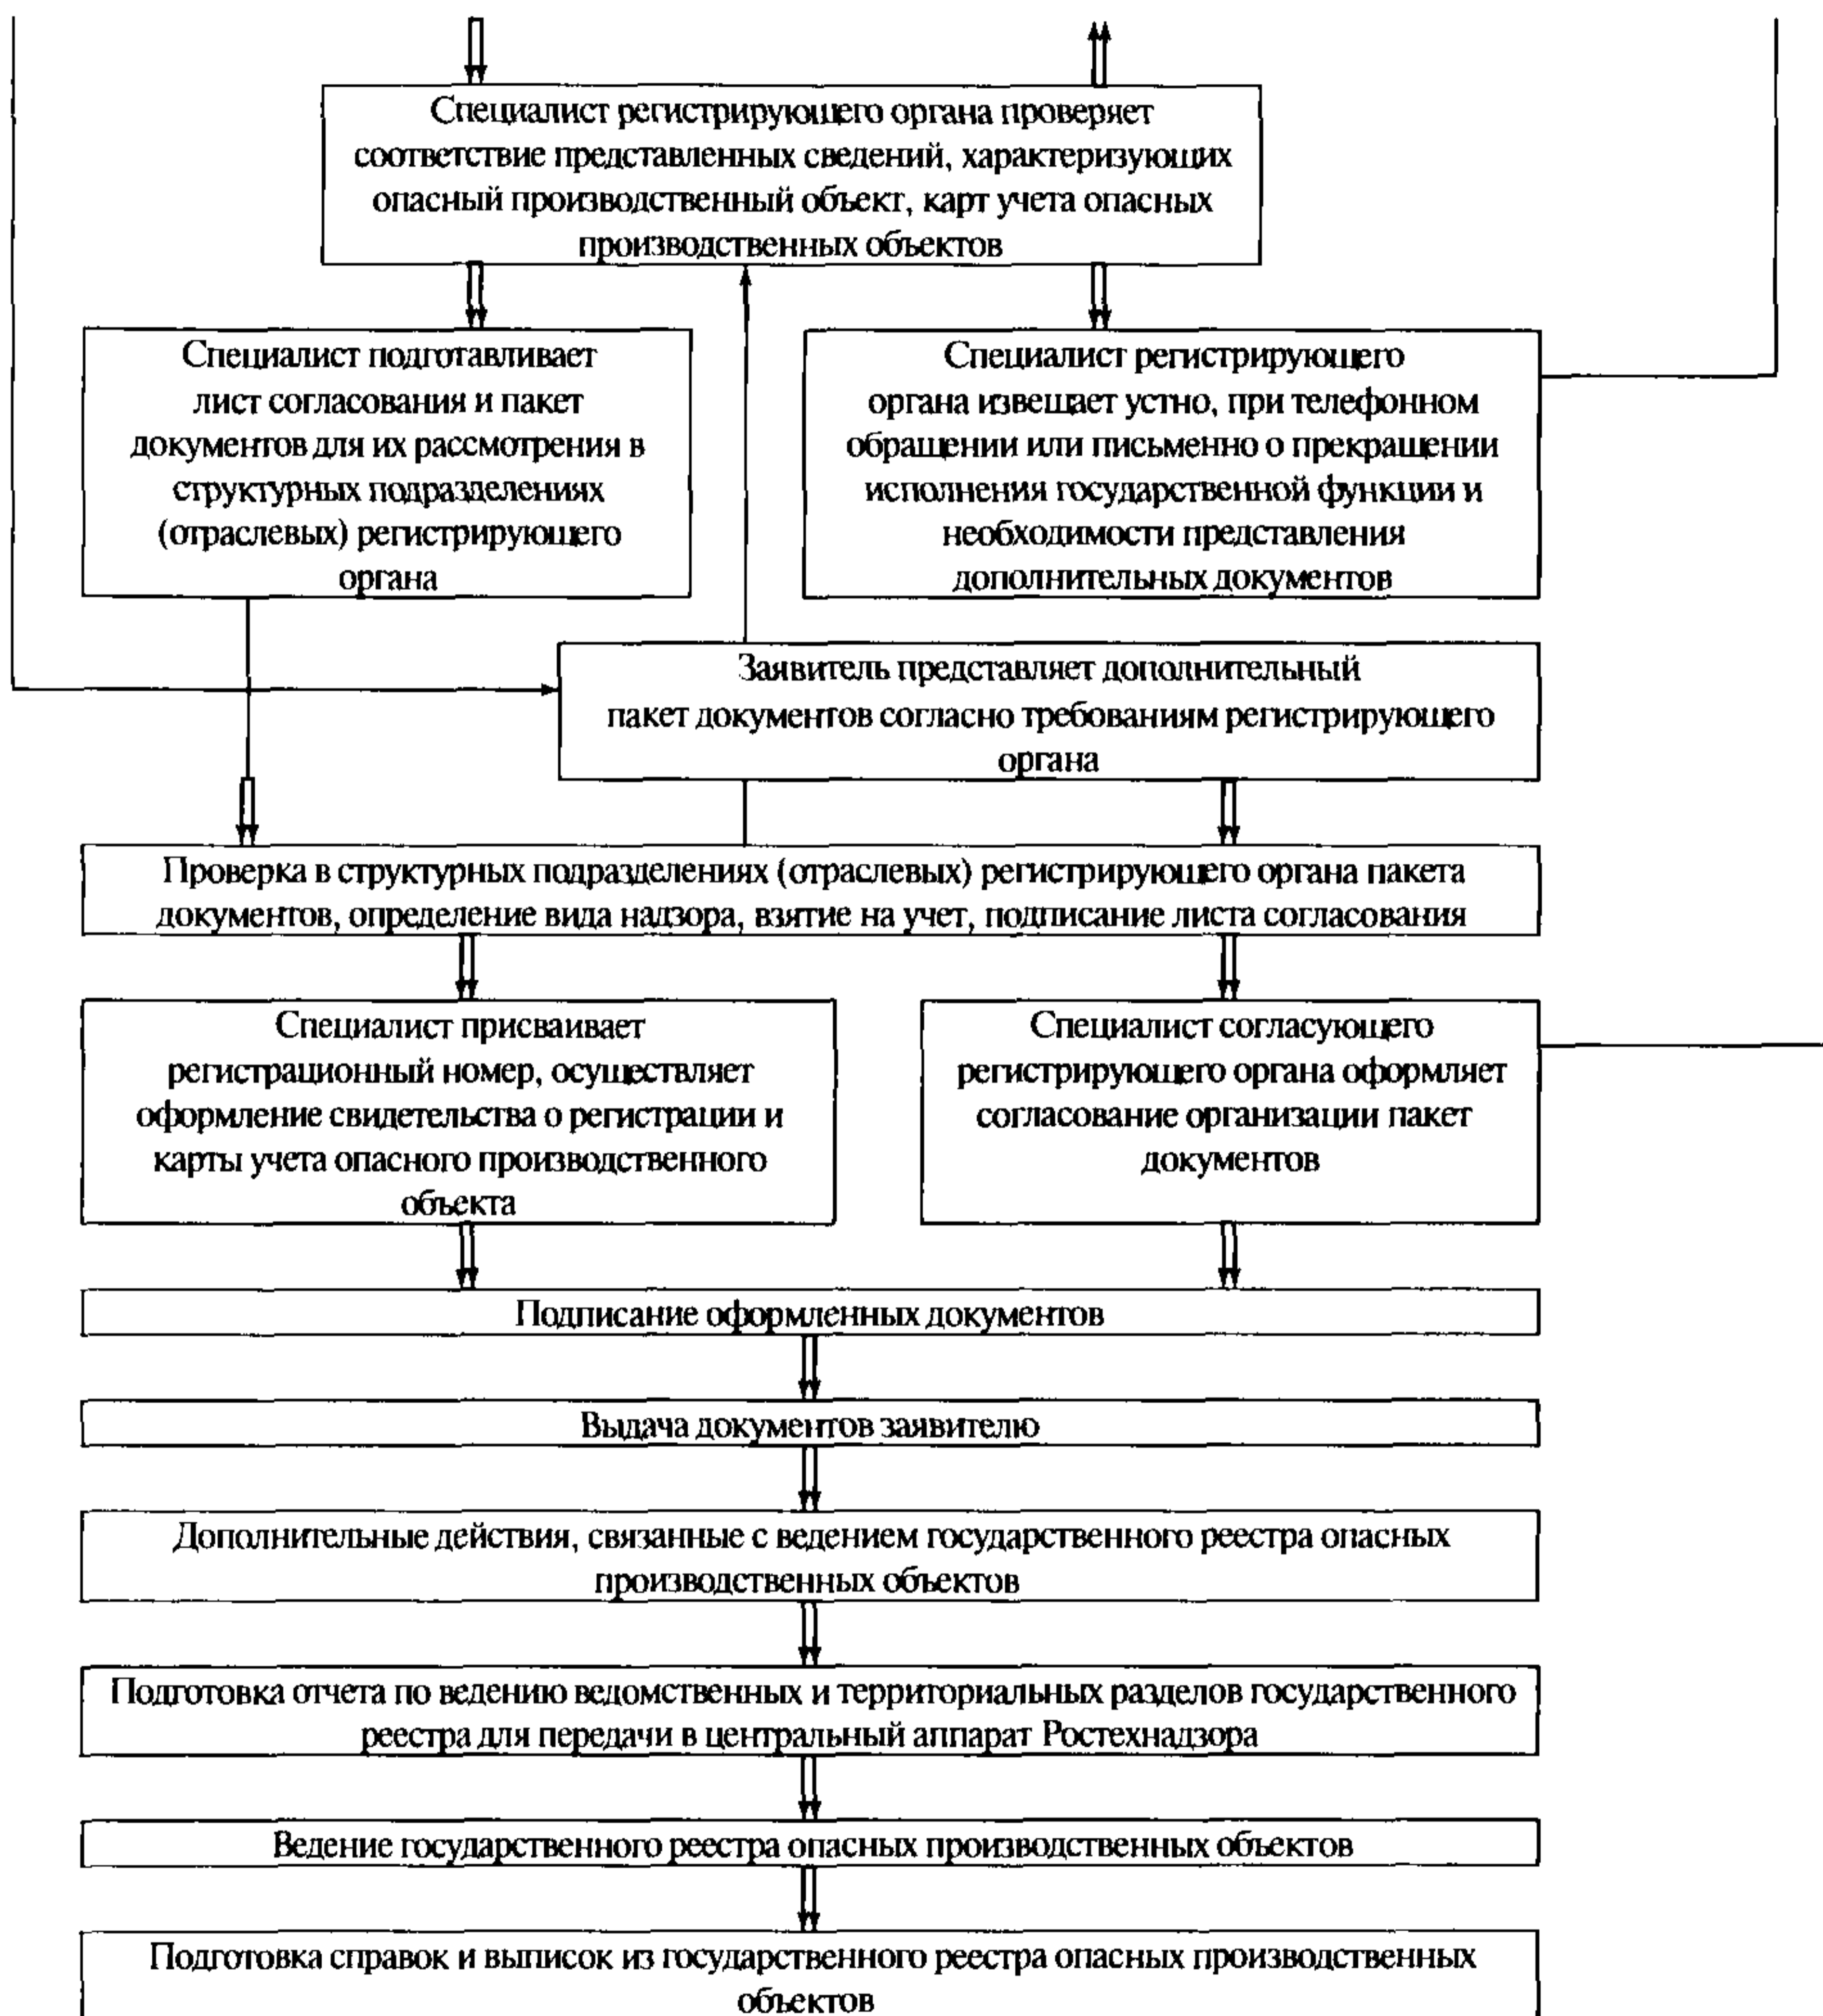 Специалист регистрирующего органа проверяет
соответствие представленных сведений, характеризующих
опасный производственный объект, карт учета опасных
производственных объектов
Специалист подготавливает
лист согласования и пакет
документов для их рассмотрения в
структурных подразделениях
(отраслевых) регистрирующего
органа
Специалист регистрирующего
органа извещает устно, при телефонном
обращении или письменно о прекращении
исполнения государственной функции и
необходимости представления
дополнительных документов
Заявитель представляет дополнительный
пакет документов согласно требованиям регистрирующего
органа
Проверка в структурных подразделениях (отраслевых) регистрирующего органа пакета
документов, определение вида надзора, взятие на учет, подписание листа согласования
Специалист присваивает
регистрационный номер, осуществляет
оформление свидетельства о регистрации и
карты учета опасного производственного
объекта
Специалист согласующего
регистрирующего органа оформляет
согласование организации пакет
документов
Подписание оформленных документов
Выдача документов заявителю
Дополнительные действия, связанные с ведением государственного реестра опасных
производственных объектов
Подготовка отчета по ведению ведомственных и территориальных разделов государственного
реестра для передачи в центральный аппарат Ростехнадзора
Ведение государственного реестра опасных производственных объектов
Подготовка справок и выписок из государственного реестра опасных производственных
объектов